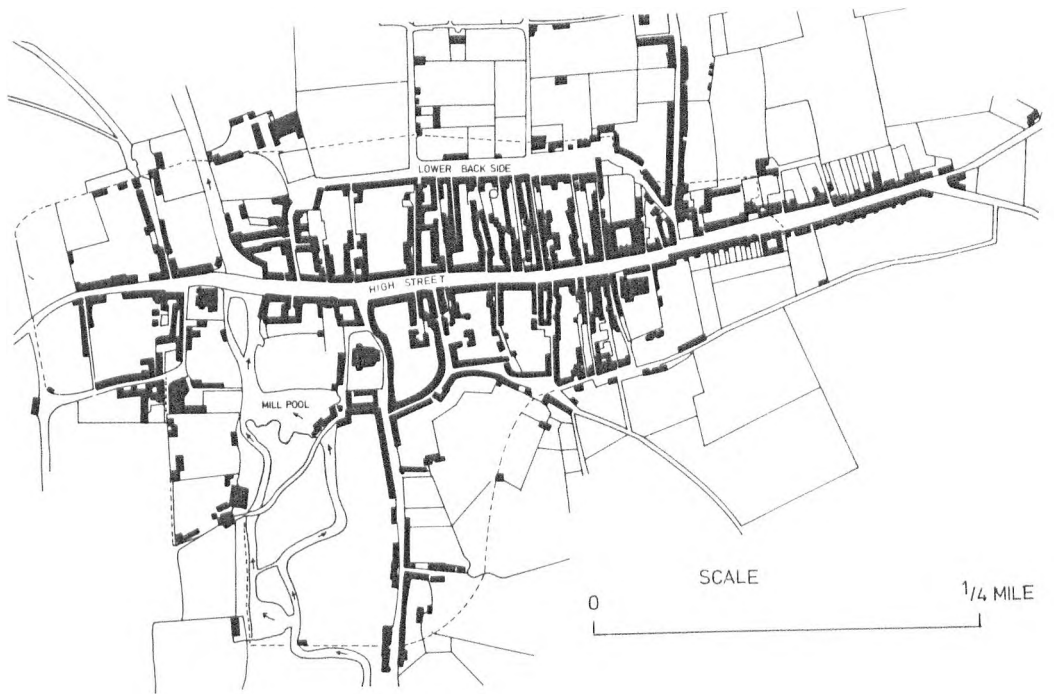 LOWER BACK SIDE
HIGH STREET
MILL POOL
SCALE
0
1/4 MILE